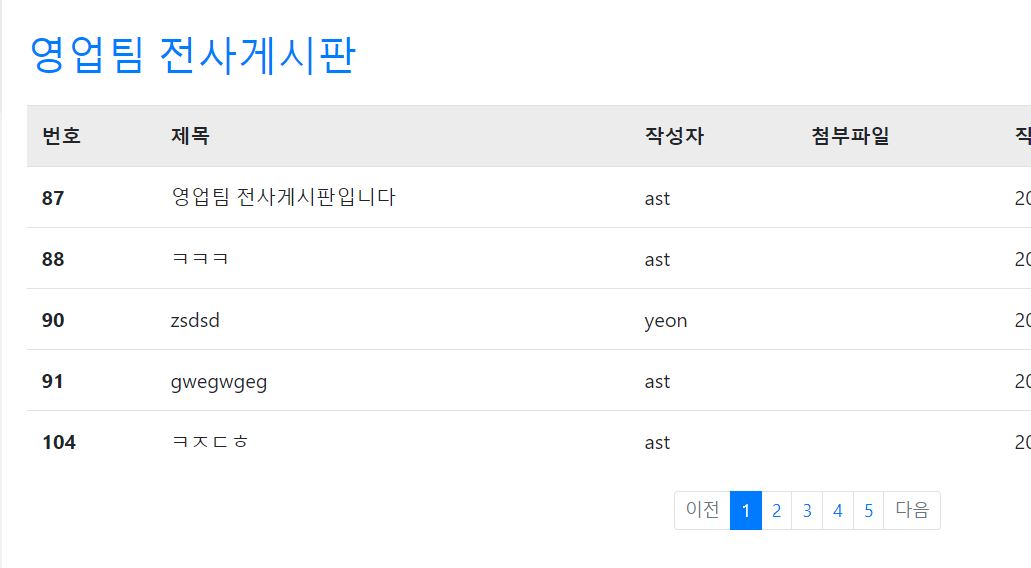 영업팀 전사게시판
번호 제목 작성자 첨부파일
87 영업팀 전사게시판입니다 ast 20
88 ㅋㅋㅋ ast 20
90 zsdsd yeon 20
91 gwegwgeg ast 20
104 ㅋㅈㄷㅎ ast 20
이전 1 2 3 4 5 다음